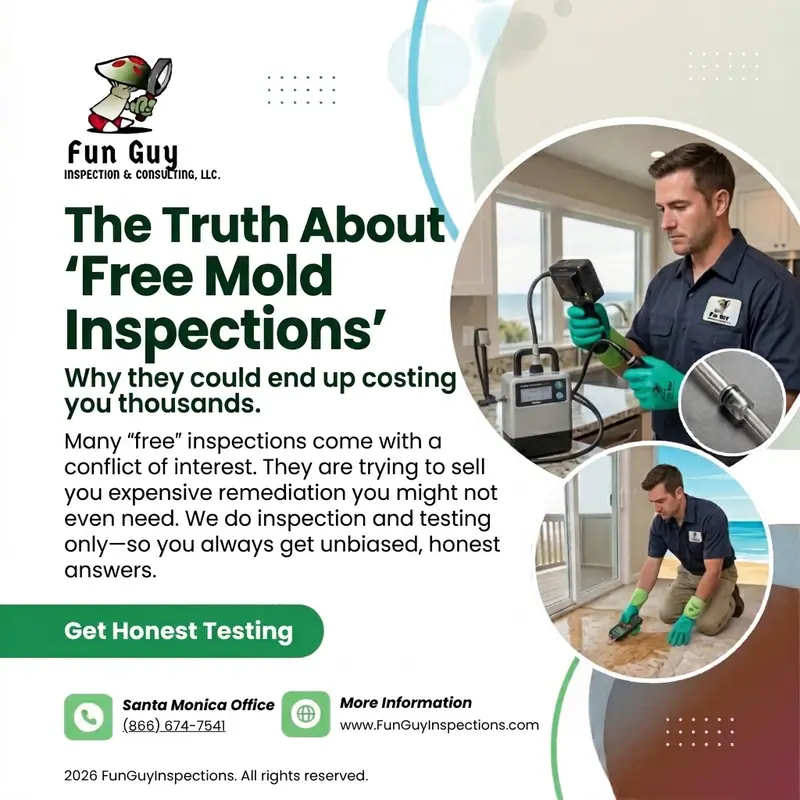 Fun Guy
INSPECTION & CONSULTING, LLC.
The Truth About
‘Free Mold
Inspections’
Why they could end up costing
you thousands.
Many “free” inspections come with a
conflict of interest. They are trying to sell
you expensive remediation you might not
even need. We do inspection and testing
only—so you always get unbiased, honest
answers.
Get Honest Testing
Santa Monica Office
(866) 674-7541
More Information
www.FunGuyInspections.com
2026 FunGuyInspections. All rights reserved.